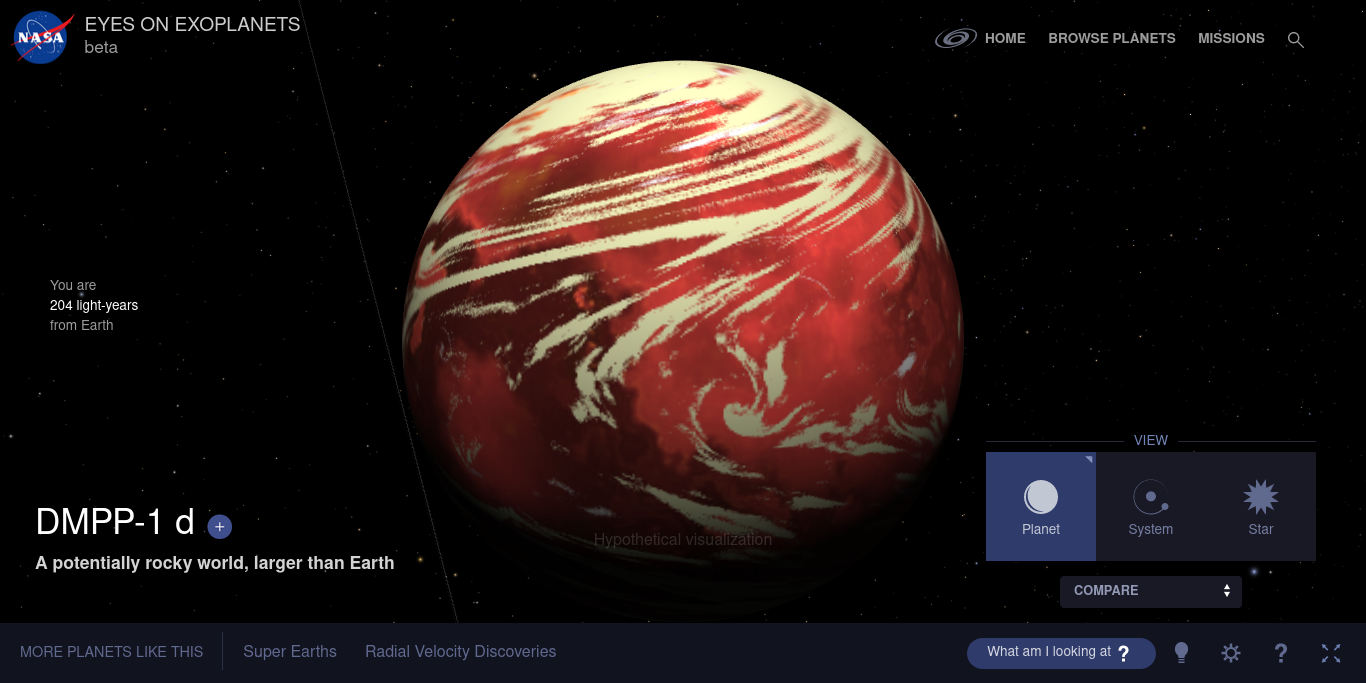 NASA
EYES ON EXOPLANETS
beta
HOME
BROWSE PLANETS
MISSIONS
You are
204 light-years
from Earth
VIEW
Planet
System
Star
DMPP-1 d +
A potentially rocky world, larger than Earth
Hypothetical visualization
COMPARE
MORE PLANETS LIKE THIS
Super Earths
Radial Velocity Discoveries
What am I looking at ?
?